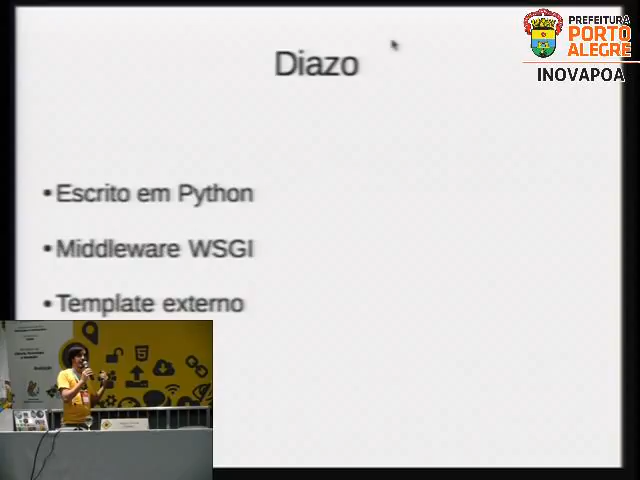 Diazo
PREFEITURA
PORTO
ALEGRE
INOVAPOA
• Escrito em Python
• Middleware WSGI
• Template externo